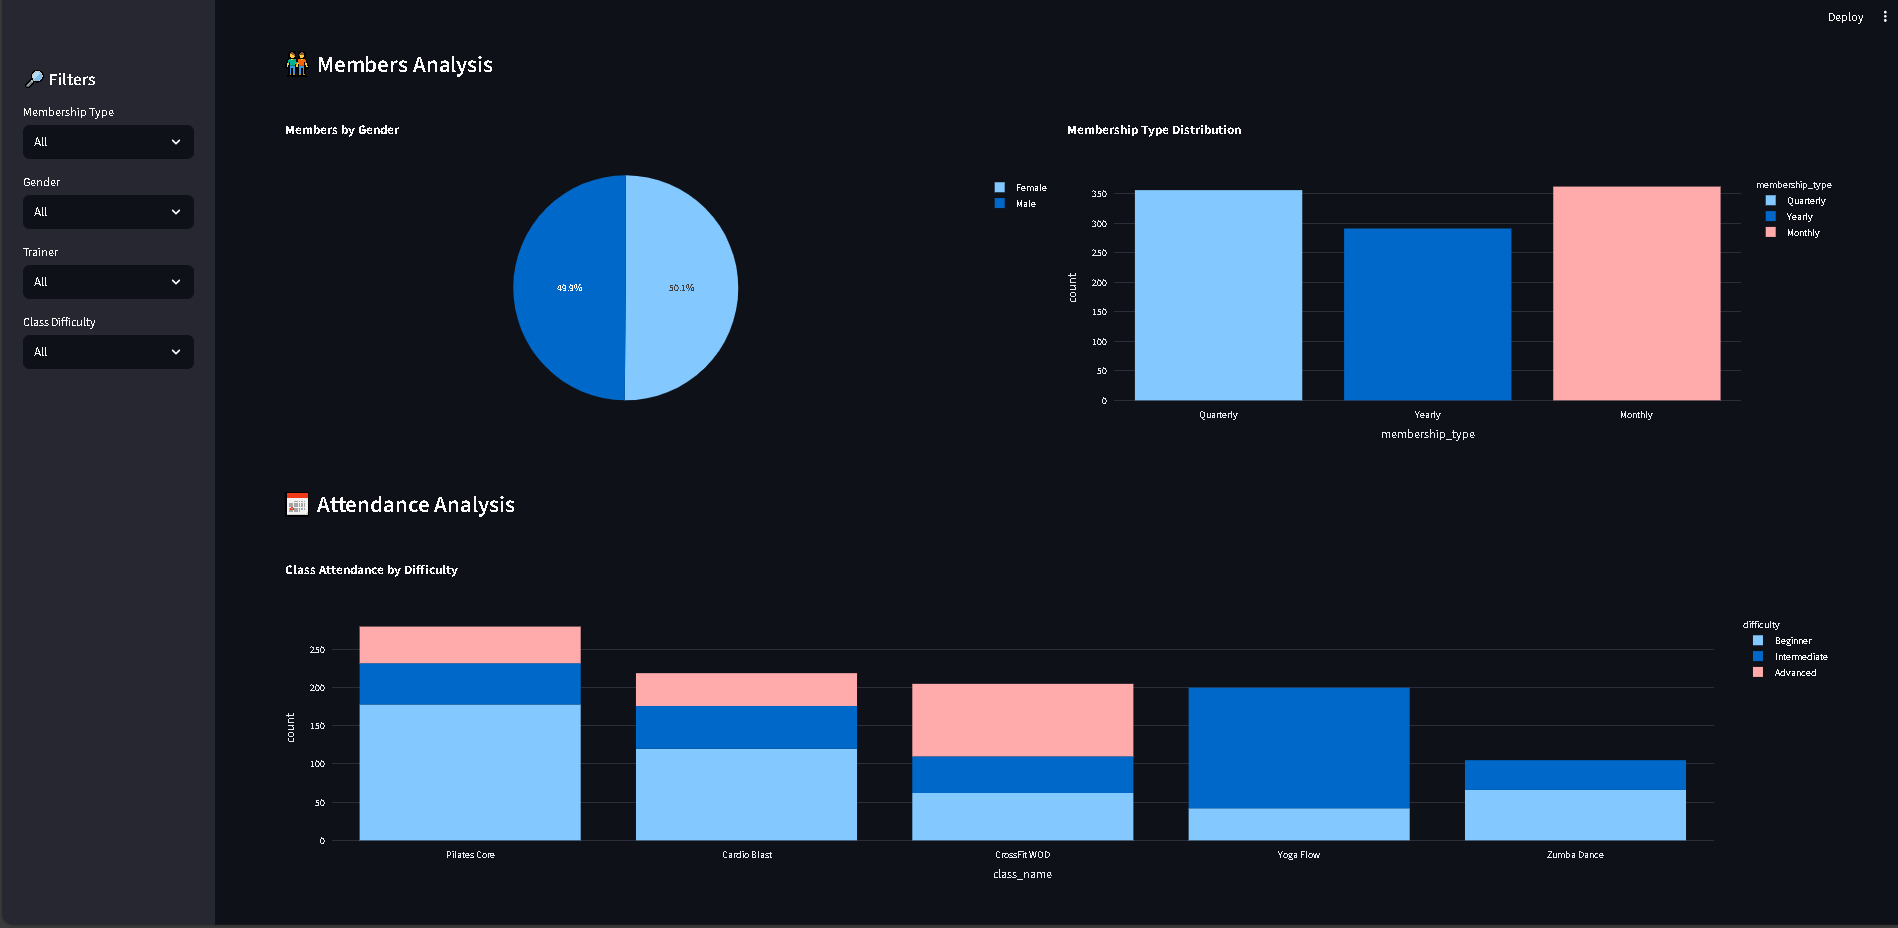 Deploy
Filters
Membership Type
All
Gender
All
Trainer
All
Class Difficulty
All
Members Analysis
Members by Gender
49.9%
50.1%
Female
Male
Membership Type Distribution
350
300
250
200
150
100
50
0
count
Quarterly
Yearly
Monthly
membership_type
membership_type
Quarterly
Yearly
Monthly
Attendance Analysis
Class Attendance by Difficulty
250
200
150
100
50
0
count
Pilates Core
Cardio Blast
CrossFit WOD
Yoga Flow
Zumba Dance
class_name
difficulty
Beginner
Intermediate
Advanced